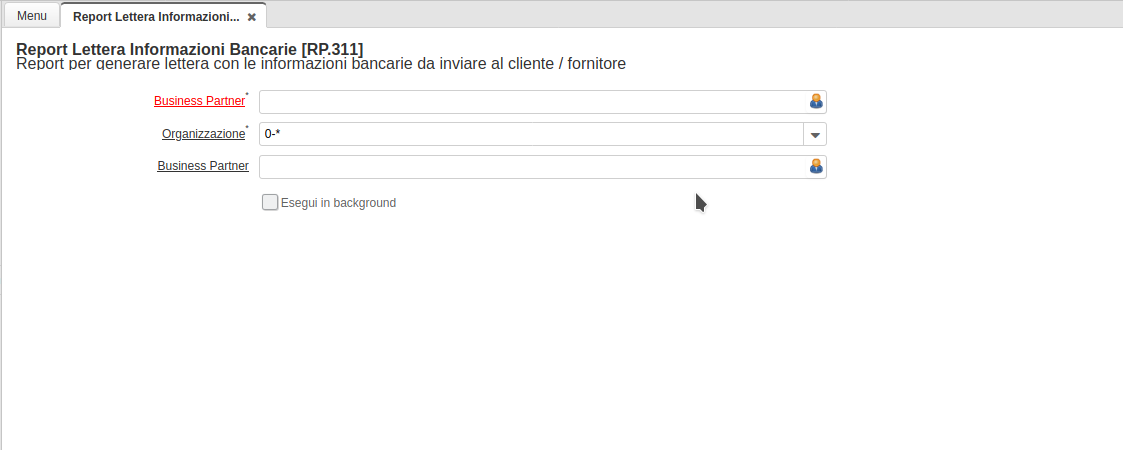 Menu
Report Lettera Informazioni...
Report Lettera Informazioni Bancarie [RP.311]
Report per generare lettera con le informazioni bancarie da inviare al cliente / fornitore
Business Partner*
Organizzazione* 0-*
Business Partner
Esegui in background